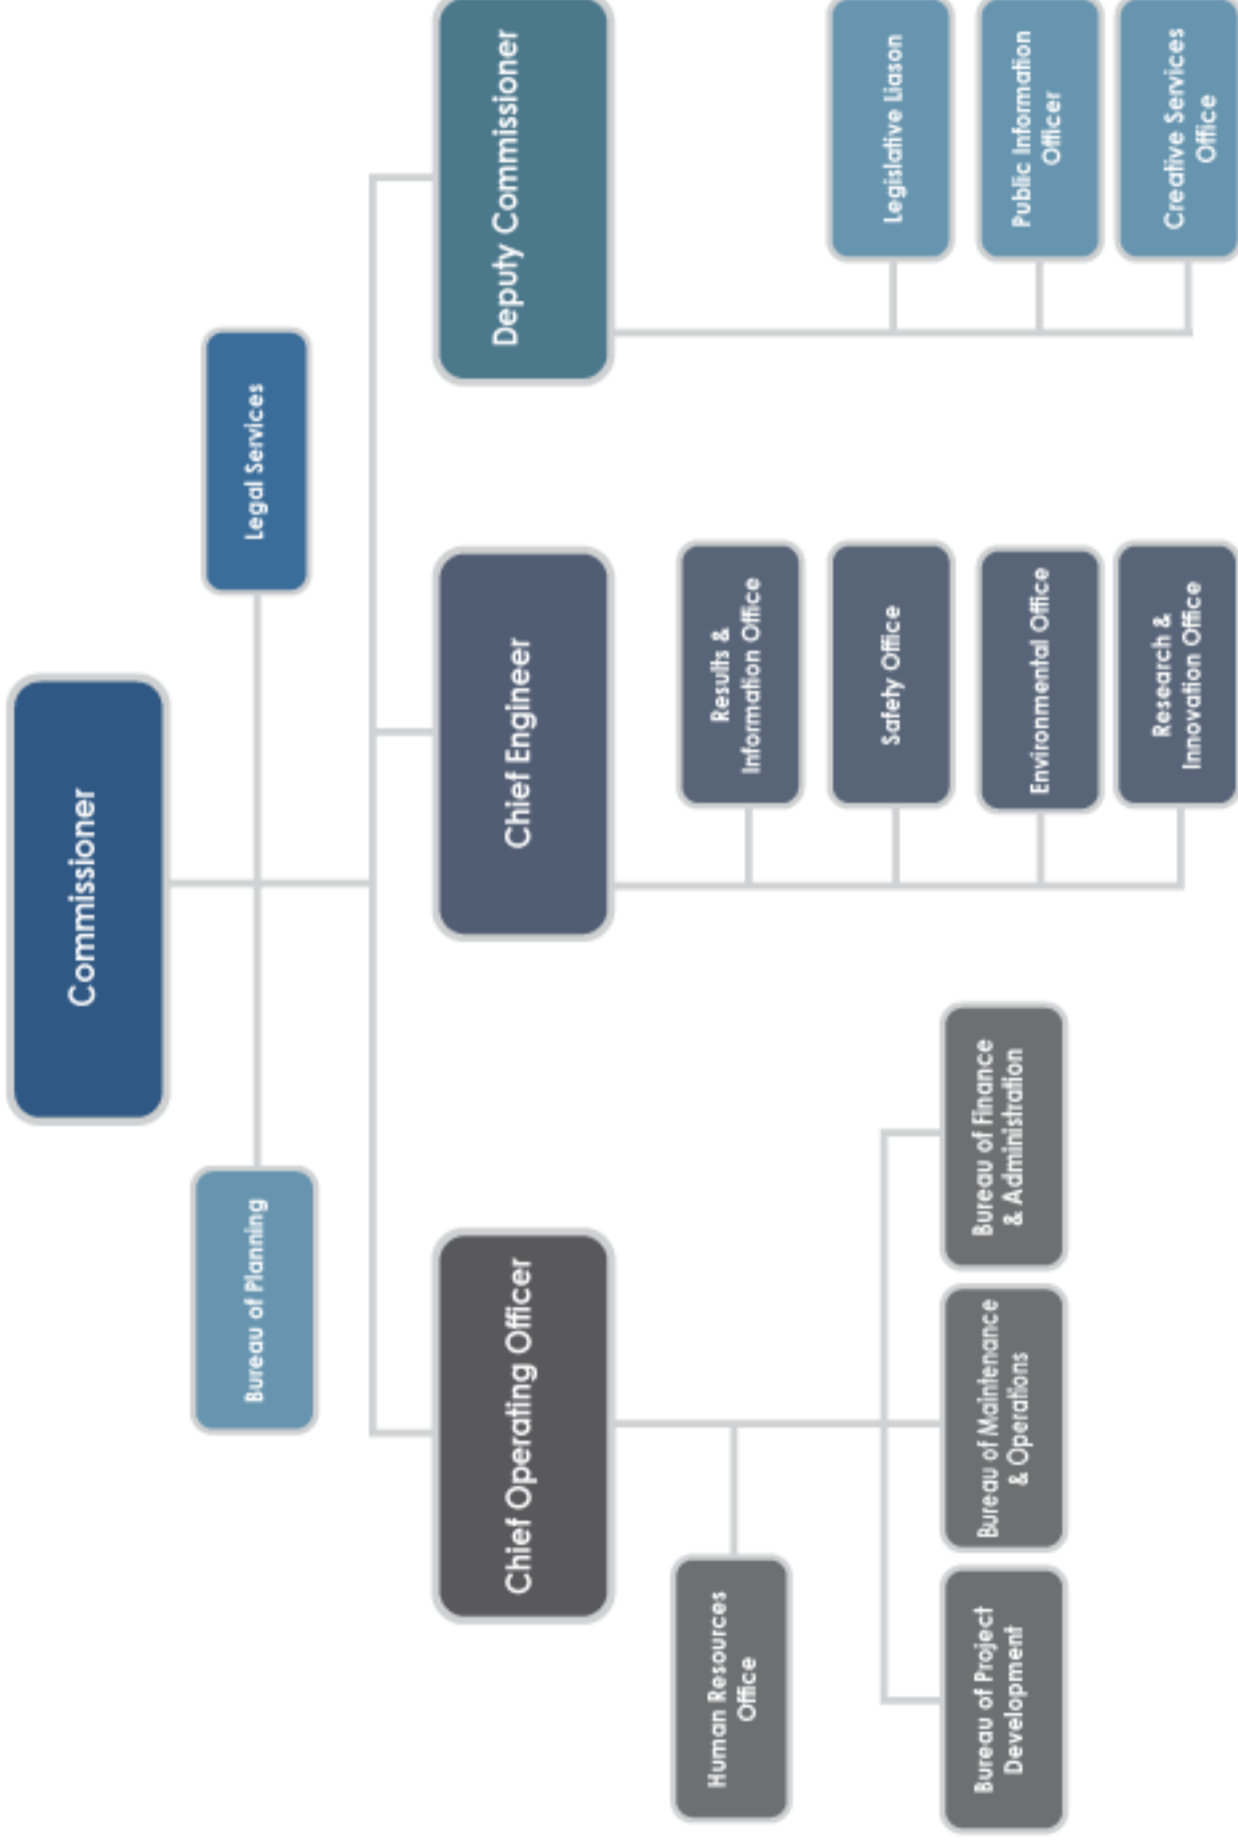 Commissioner
Bureau of Planning
Legal Services
Chief Operating Officer
Chief Engineer
Deputy Commissioner
Human Resources
Office
Bureau of Project
Development
Bureau of Maintenance
& Operations
Bureau of Finance
& Administration
Results &
Information Office
Safety Office
Environmental Office
Research &
Innovation Office
Legislative Liason
Public Information
Officer
Creative Services
Office